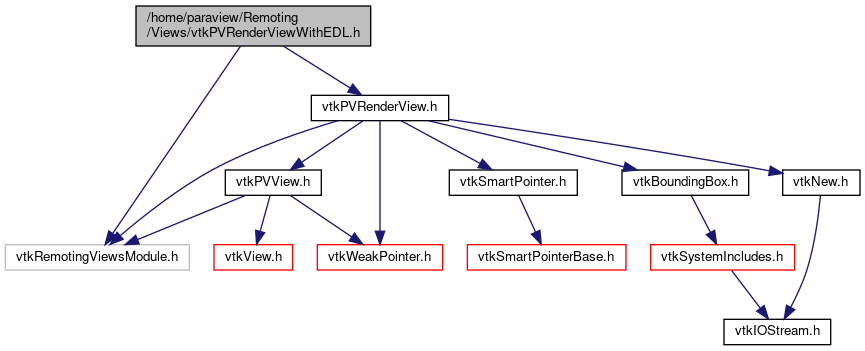 /home/paraview/Remoting
/Views/vtkPVRenderViewWithEDL.h
vtkPVRenderView.h
vtkPVView.h
vtkSmartPointer.h
vtkBoundingBox.h
vtkNew.h
vtkRemotingViewsModule.h
vtkView.h
vtkWeakPointer.h
vtkSmartPointerBase.h
vtkSystemIncludes.h
vtkIOStream.h